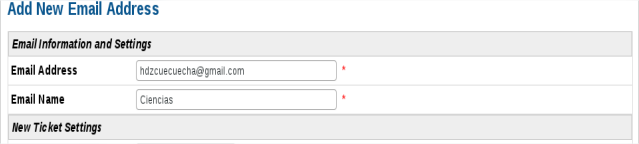 Add New Email Address
Email Information and Settings
Email Address hdzcuecuecha@gmail.com *
Email Name Ciencias *
New Ticket Settings